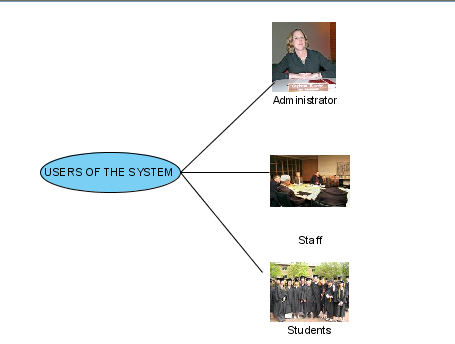 Administrator
USERS OF THE SYSTEM
Staff
Students